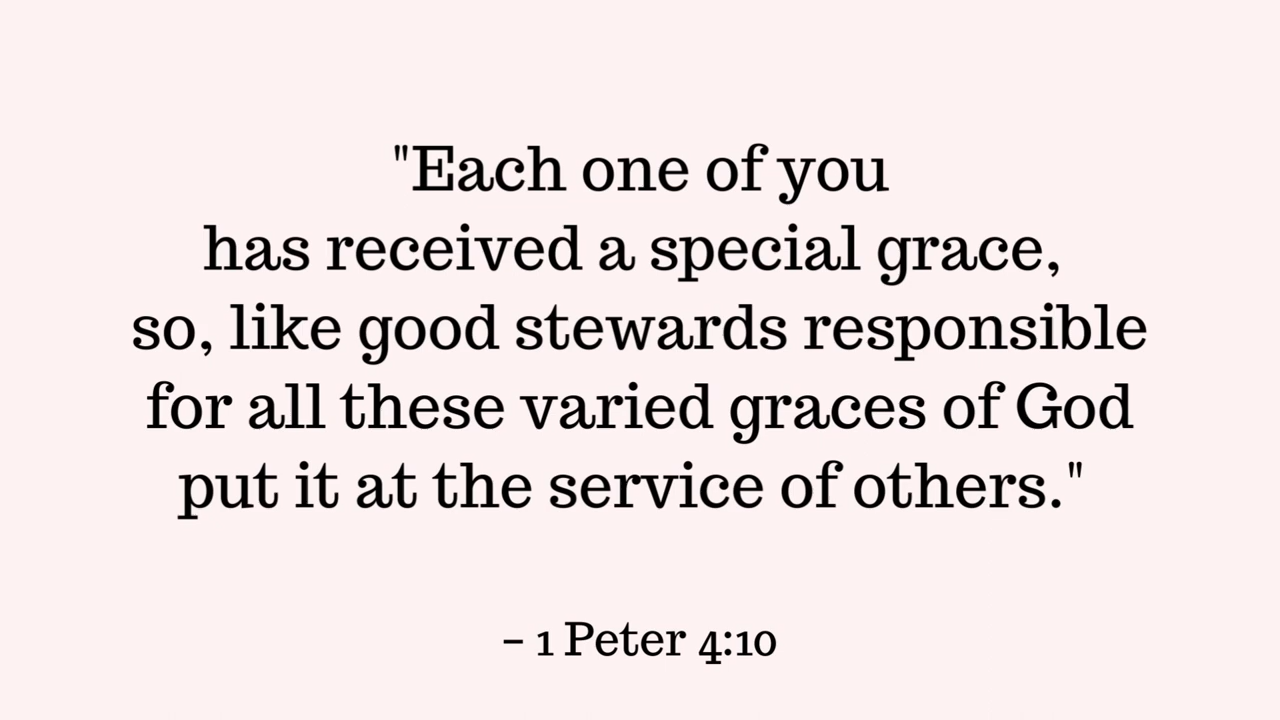 "Each one of you
has received a special grace,
so, like good stewards responsible
for all these varied graces of God
put it at the service of others."
– 1 Peter 4:10